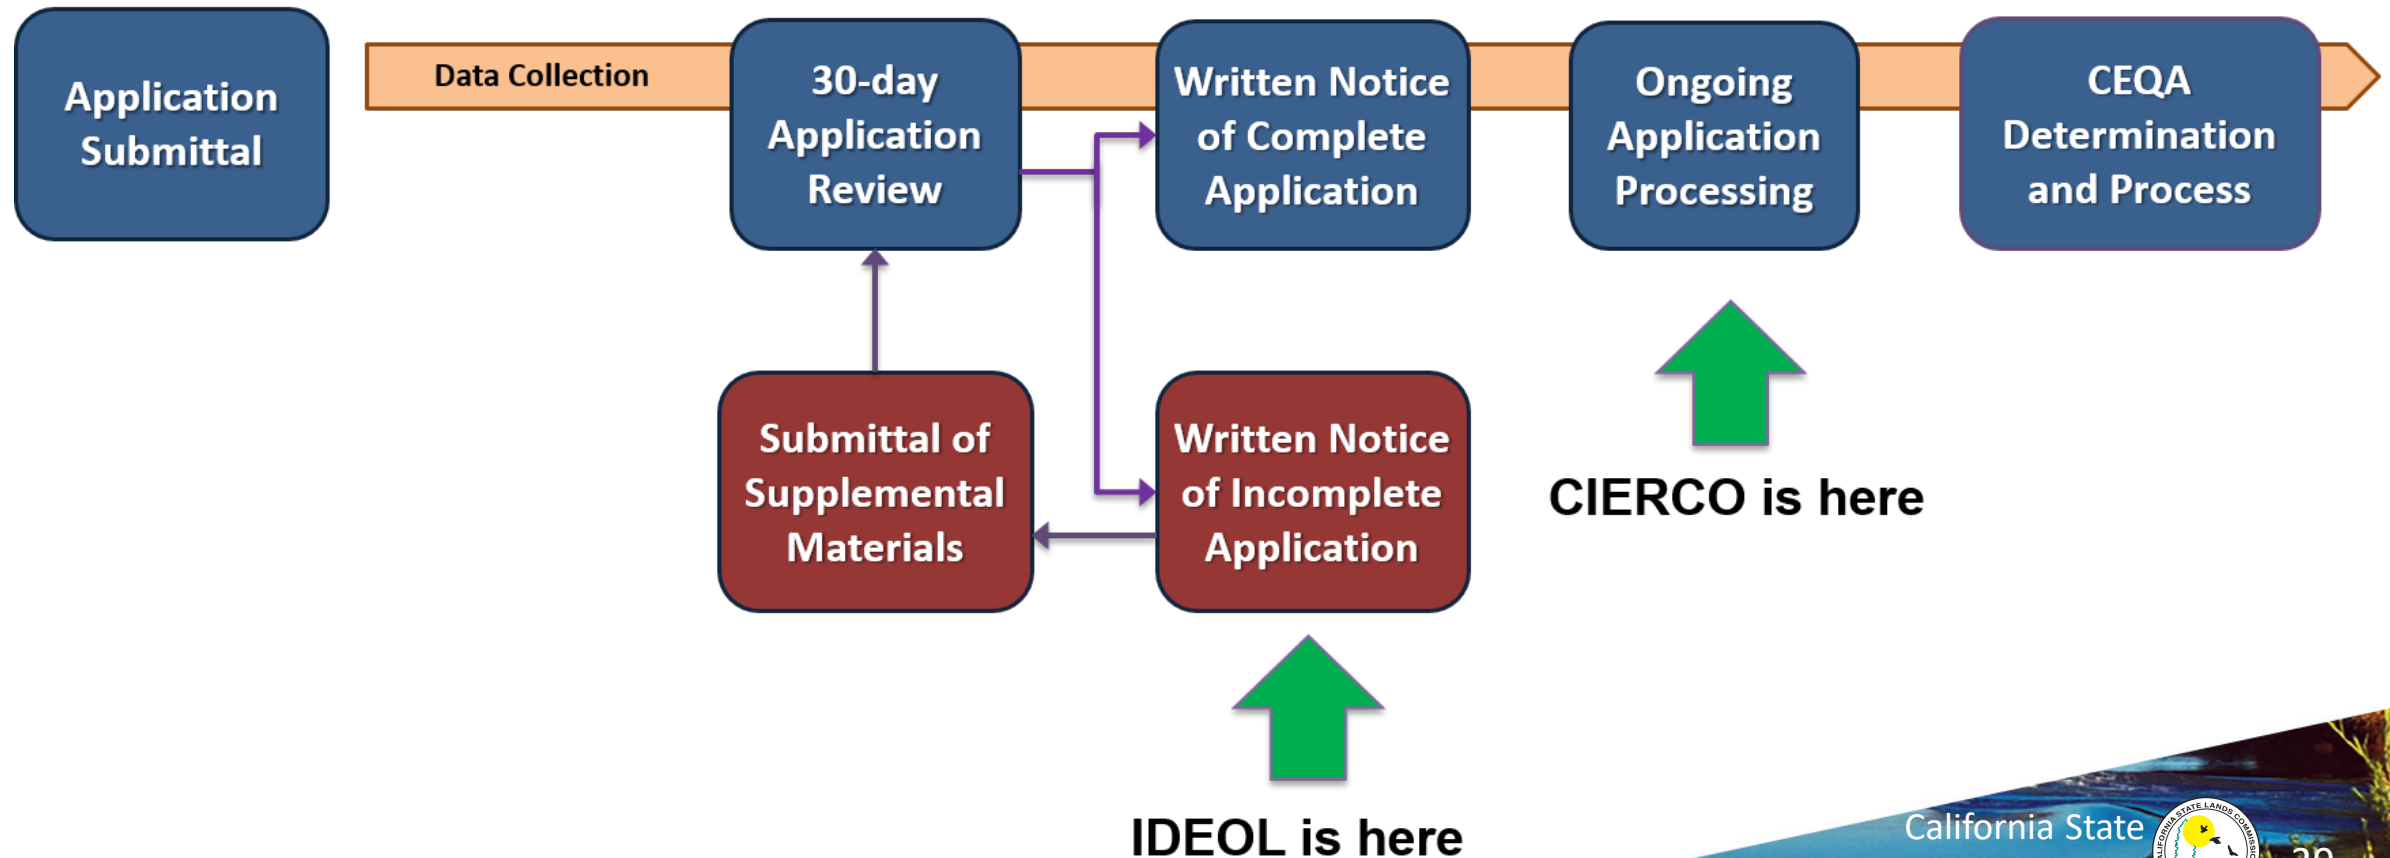 Application
Submittal
Data Collection
30-day
Application
Review
Written Notice
of Complete
Application
Ongoing
Application
Processing
CEQA
Determination
and Process
Submittal of
Supplemental
Materials
Written Notice
of Incomplete
Application
CIERCO is here
IDEOL is here
California State